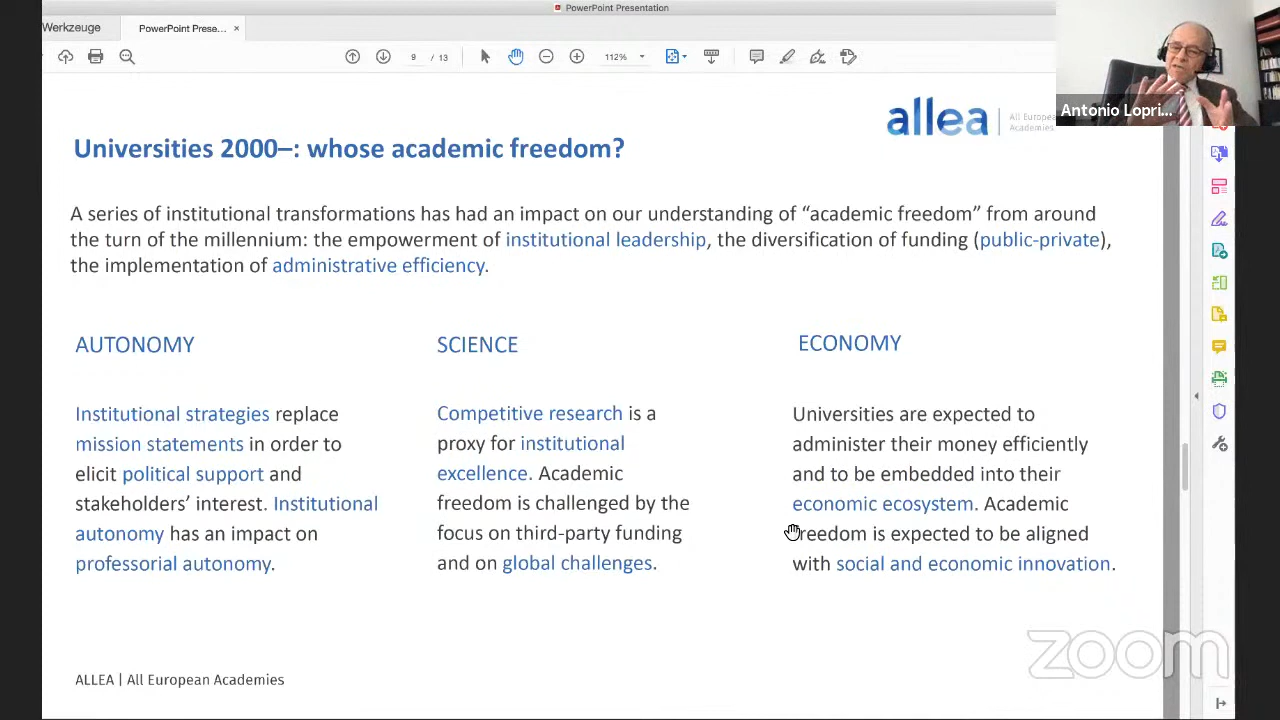 PowerPoint Presentation
Werkzeuge
PowerPoint Prese... ×
9 / 13
112%
Antonio Lopri...
allea
All Europea
Academies
Universities 2000–: whose academic freedom?
A series of institutional transformations has had an impact on our understanding of “academic freedom” from around
the turn of the millennium: the empowerment of institutional leadership, the diversification of funding (public-private),
the implementation of administrative efficiency.
AUTONOMY
Institutional strategies replace
mission statements in order to
elicit political support and
stakeholders’ interest. Institutional
autonomy has an impact on
professorial autonomy.
SCIENCE
Competitive research is a
proxy for institutional
excellence. Academic
freedom is challenged by the
focus on third-party funding
and on global challenges.
ECONOMY
Universities are expected to
administer their money efficiently
and to be embedded into their
economic ecosystem. Academic
freedom is expected to be aligned
with social and economic innovation.
zoom
ALLEA | All European Academies